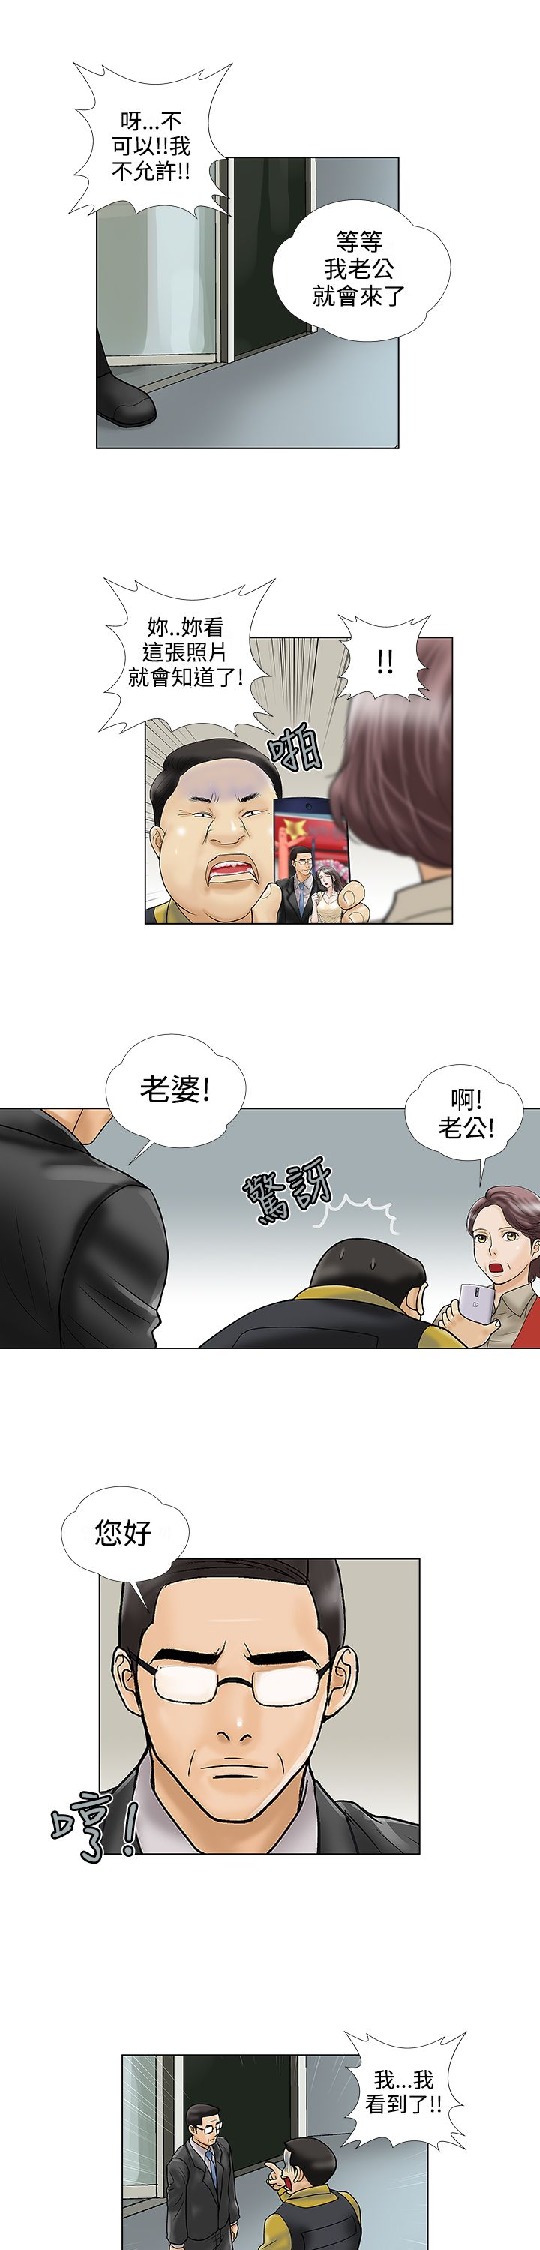 呀...不
可以!!我
不允許!!
等等
我老公
就會來了
妳..妳看
這張照片
就會知道了!
!!
啪
老婆!
啊!
老公!
驚訝
您好
哼!
我...我
看到了!!